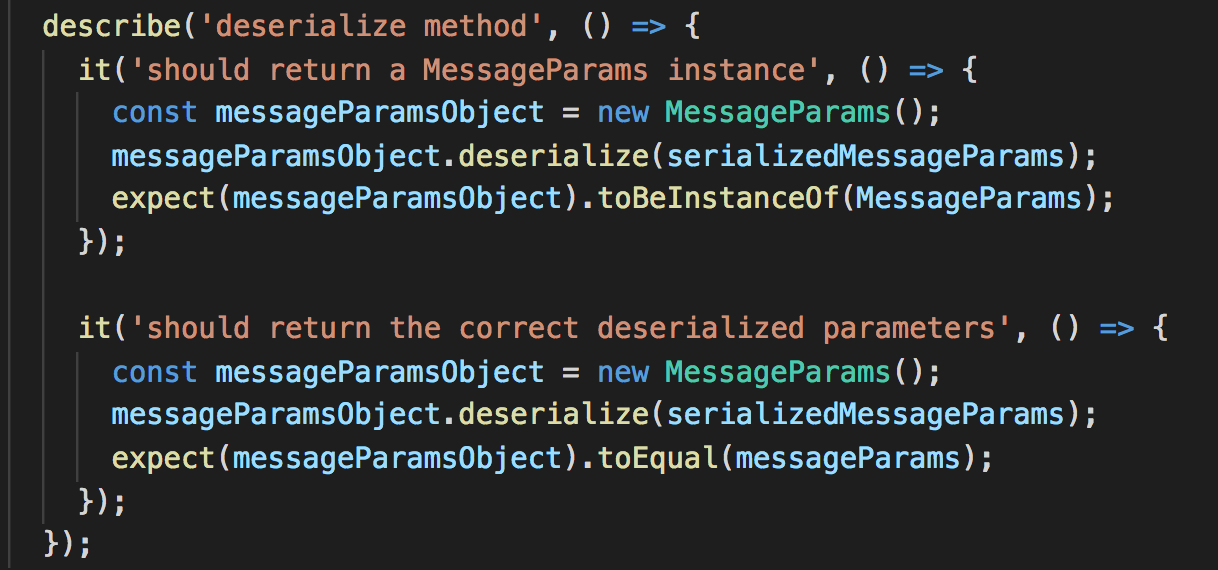 describe('deserialize method', () => {
  it('should return a MessageParams instance', () => {
    const messageParamsObject = new MessageParams();
    messageParamsObject.deserialize(serializedMessageParams);
    expect(messageParamsObject).toBeInstanceOf(MessageParams);
  });

  it('should return the correct deserialized parameters', () => {
    const messageParamsObject = new MessageParams();
    messageParamsObject.deserialize(serializedMessageParams);
    expect(messageParamsObject).toEqual(messageParams);
  });
});